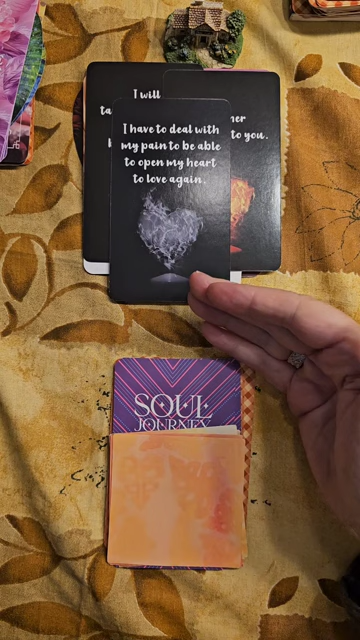 I will
ta
her
to you.
I have to deal with
my pain to be able
to open my heart
to love again.
SOUL
JOURNEY